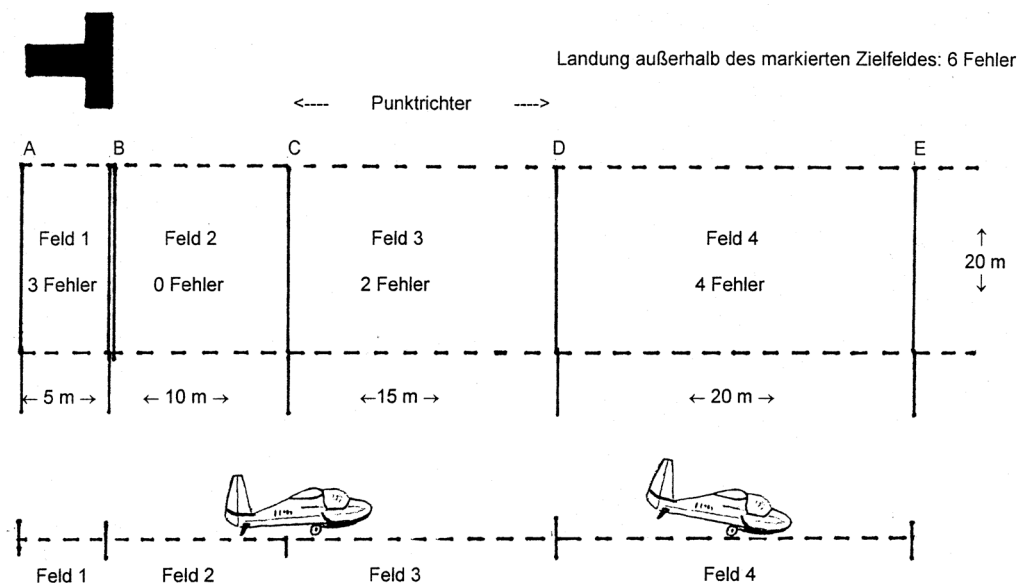 Landung außerhalb des markierten Zielfeldes: 6 Fehler
<---- Punktrichter ---->
A B C D E
Feld 1 Feld 2 Feld 3 Feld 4 ↑
20 m
3 Fehler 0 Fehler 2 Fehler 4 Fehler ↓
← 5 m → ← 10 m → ←15 m → ← 20 m →
Feld 1 Feld 2 Feld 3 Feld 4